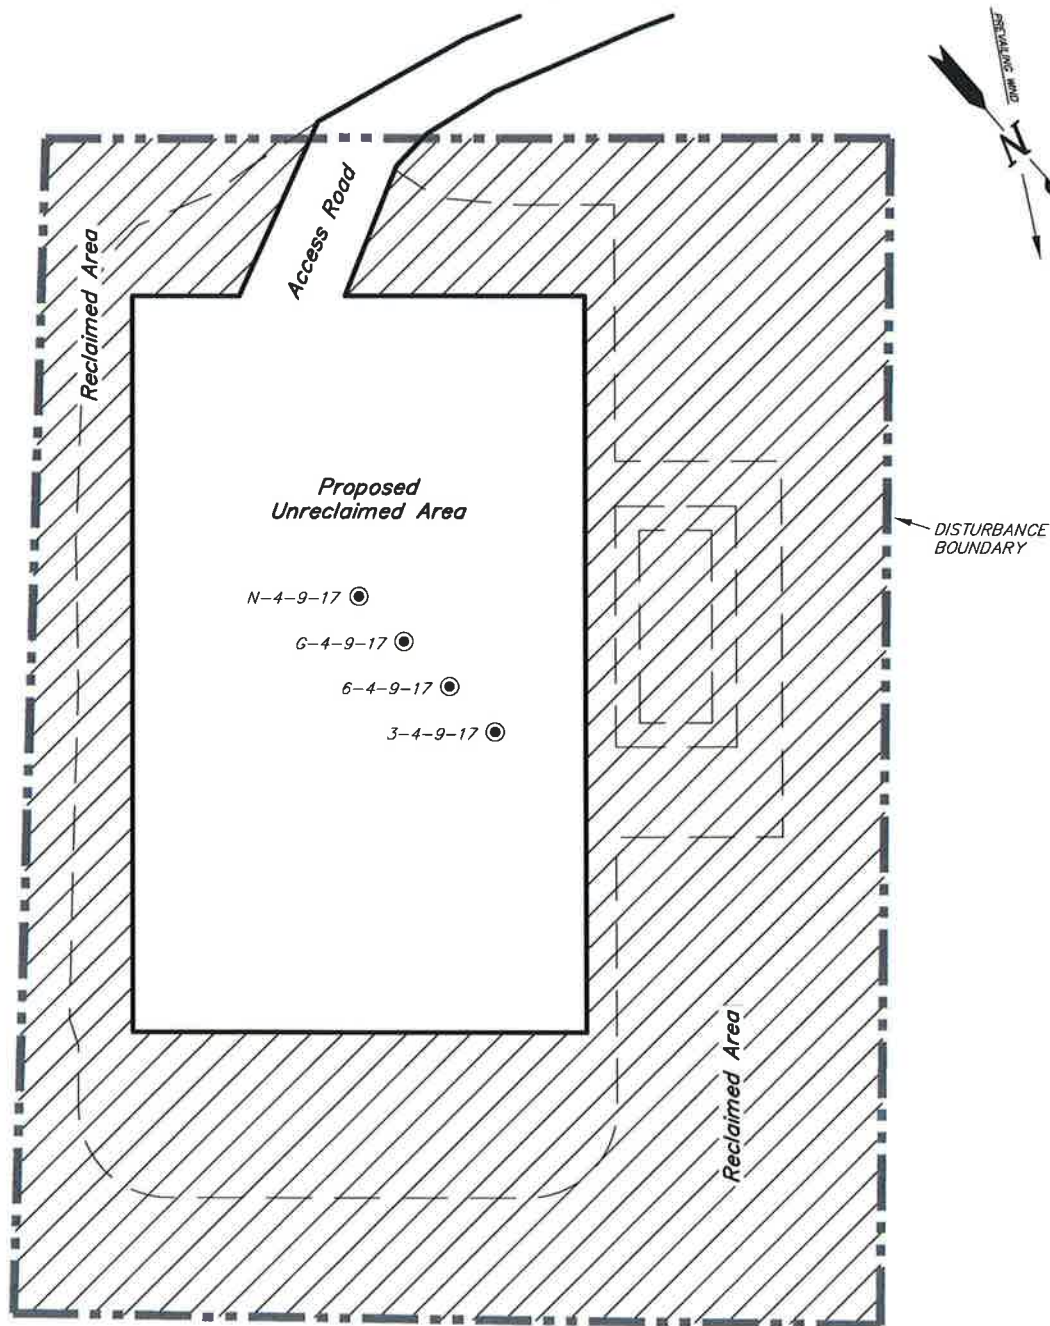 PREVAILING WIND
N
Access Road
Reclaimed Area
Proposed
Unreclaimed Area
DISTURBANCE
BOUNDARY
N-4-9-17
G-4-9-17
6-4-9-17
3-4-9-17
Reclaimed Area